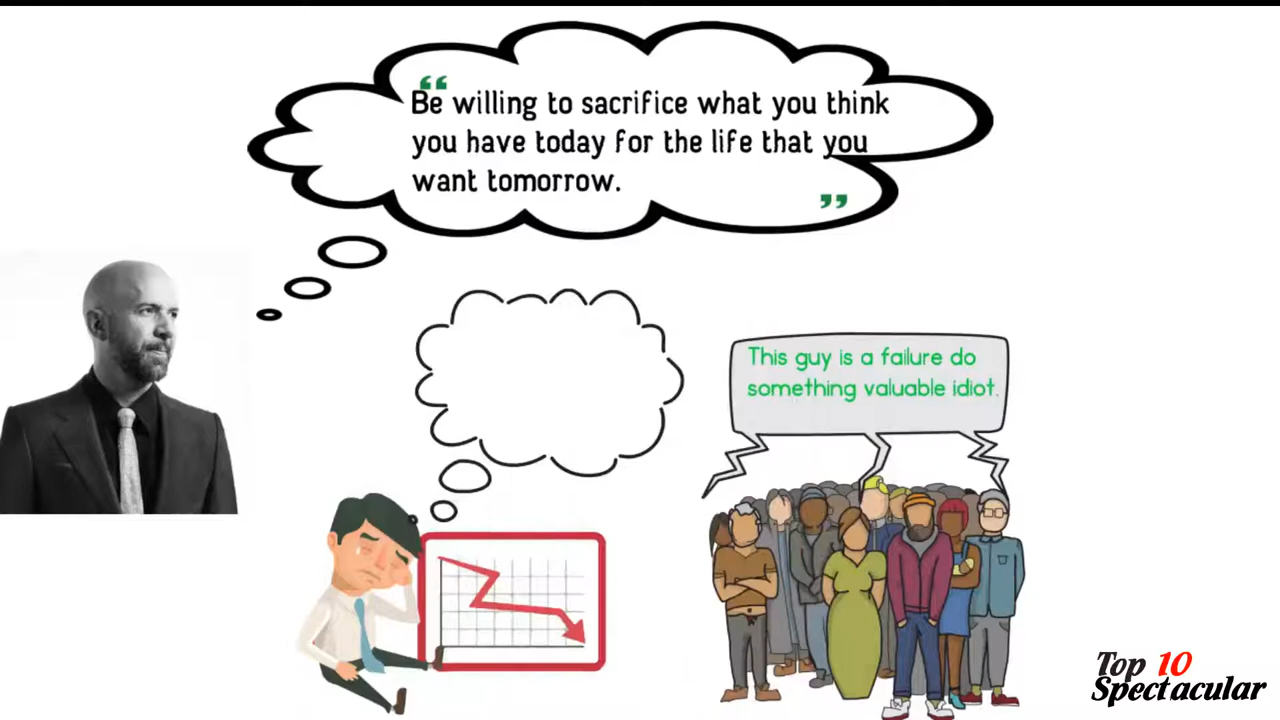 “Be willing to sacrifice what you think
you have today for the life that you
want tomorrow.
”
This guy is a failure do
something valuable idiot.
Top 10
Spectacular